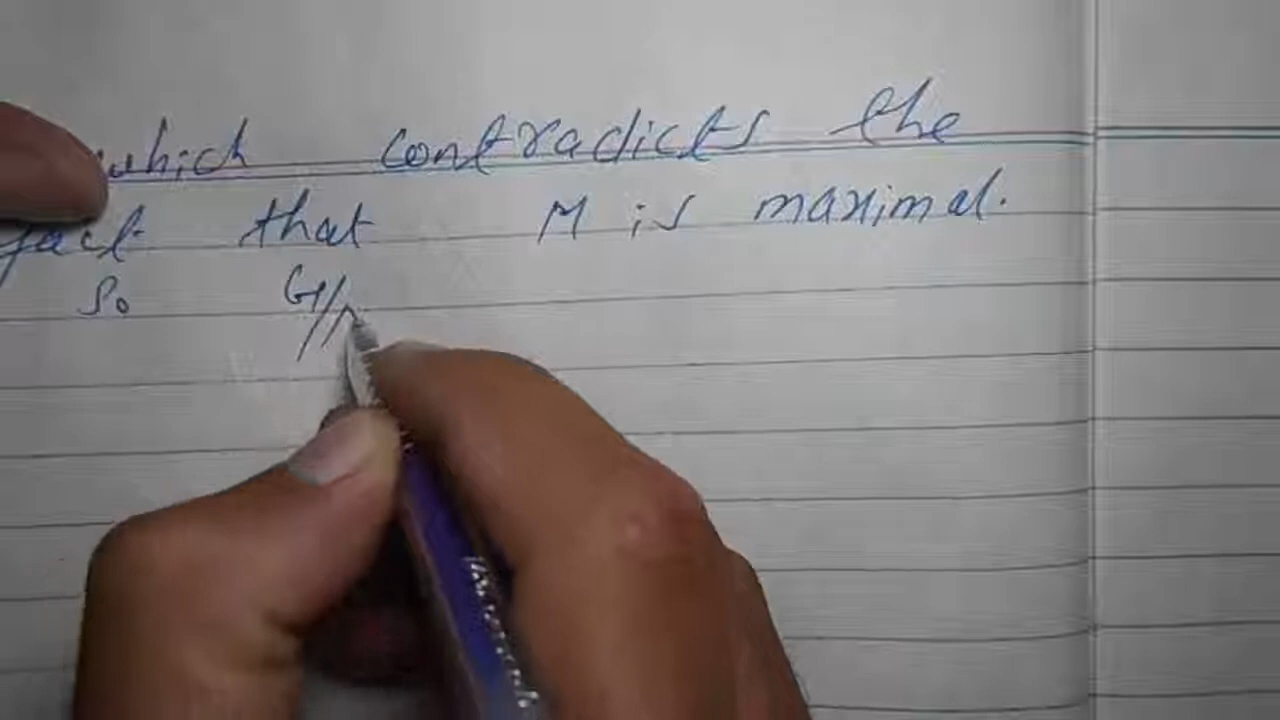 which contradicts the
fact that M is maximal.
So G/